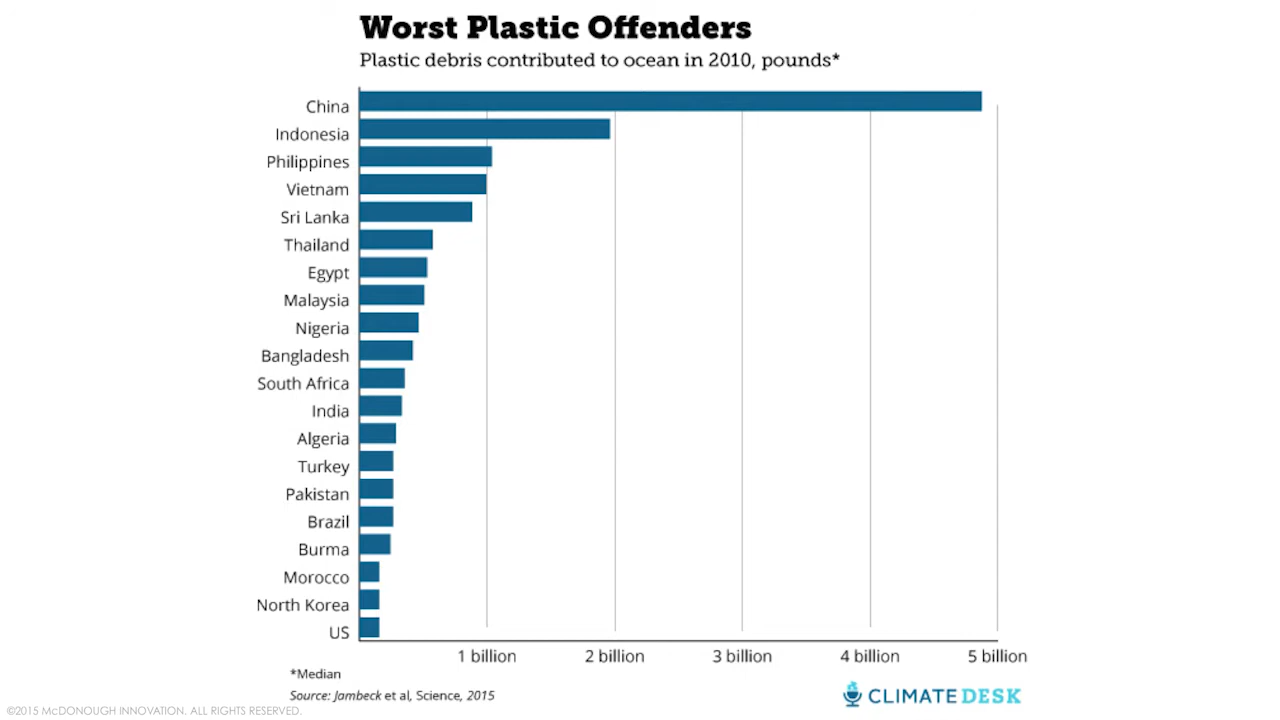 Worst Plastic Offenders
Plastic debris contributed to ocean in 2010, pounds*
China
Indonesia
Philippines
Vietnam
Sri Lanka
Thailand
Egypt
Malaysia
Nigeria
Bangladesh
South Africa
India
Algeria
Turkey
Pakistan
Brazil
Burma
Morocco
North Korea
US
1 billion 2 billion 3 billion 4 billion 5 billion
*Median
Source: Jambeck et al, Science, 2015
CLIMATE DESK
©2015 McDONOUGH INNOVATION. ALL RIGHTS RESERVED.